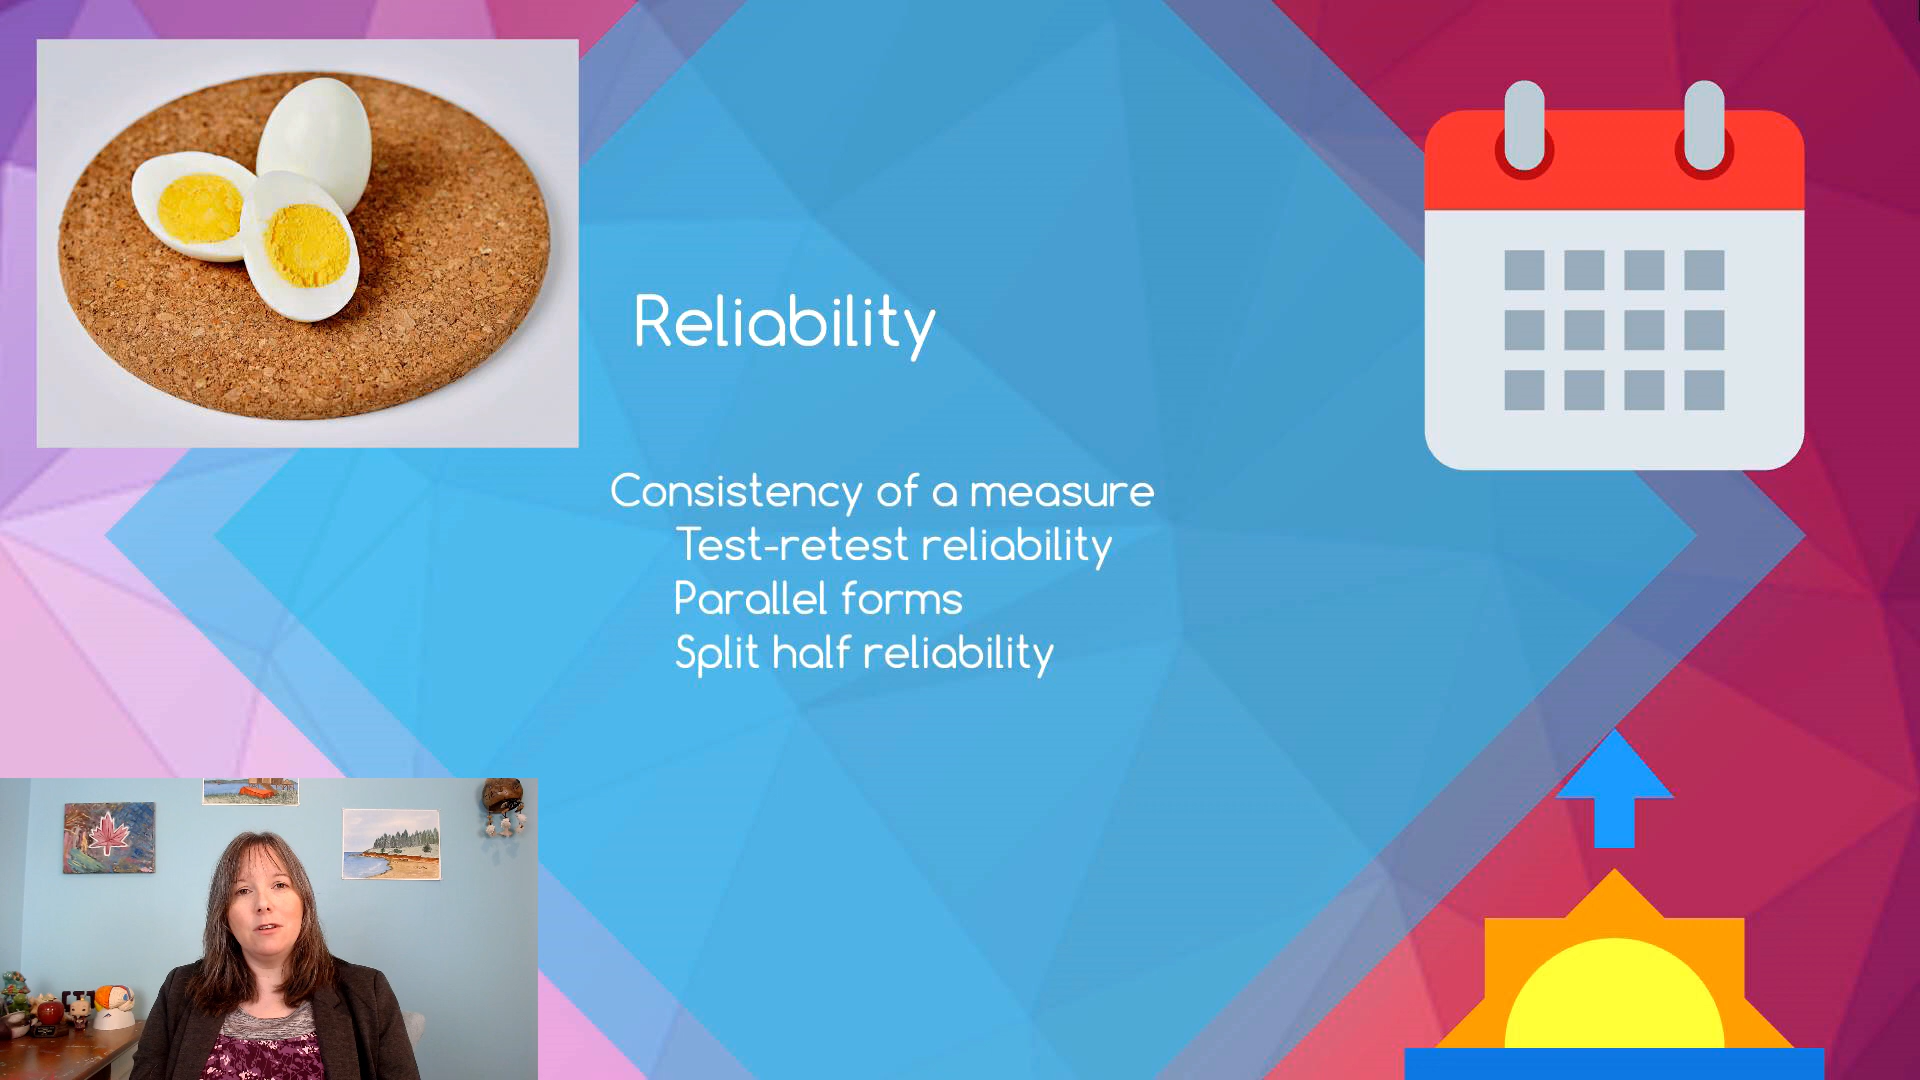 Reliability
Consistency of a measure
Test-retest reliability
Parallel forms
Split half reliability